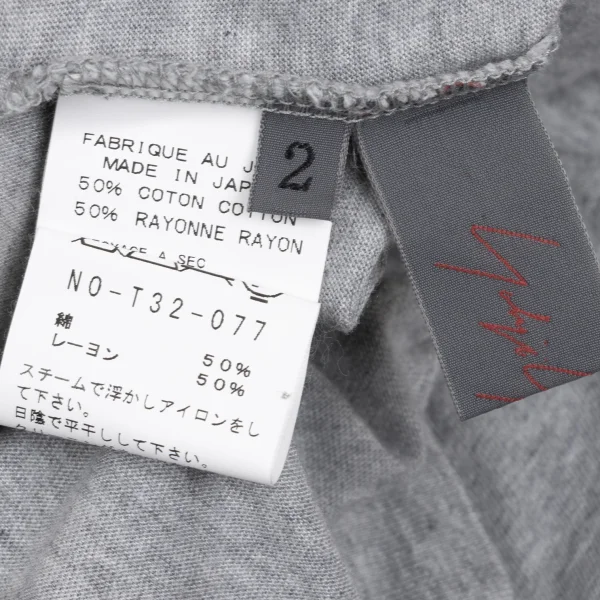 FABRIQUE AU
MADE IN JAP
50% COTON COTTON
50% RAYONNE RAYON
A SEC
2
NO-T32-077
綿 50%
レーヨン 50%
スチームで浮かしアイロンをし
て下さい。
日陰で平干しして下さい。